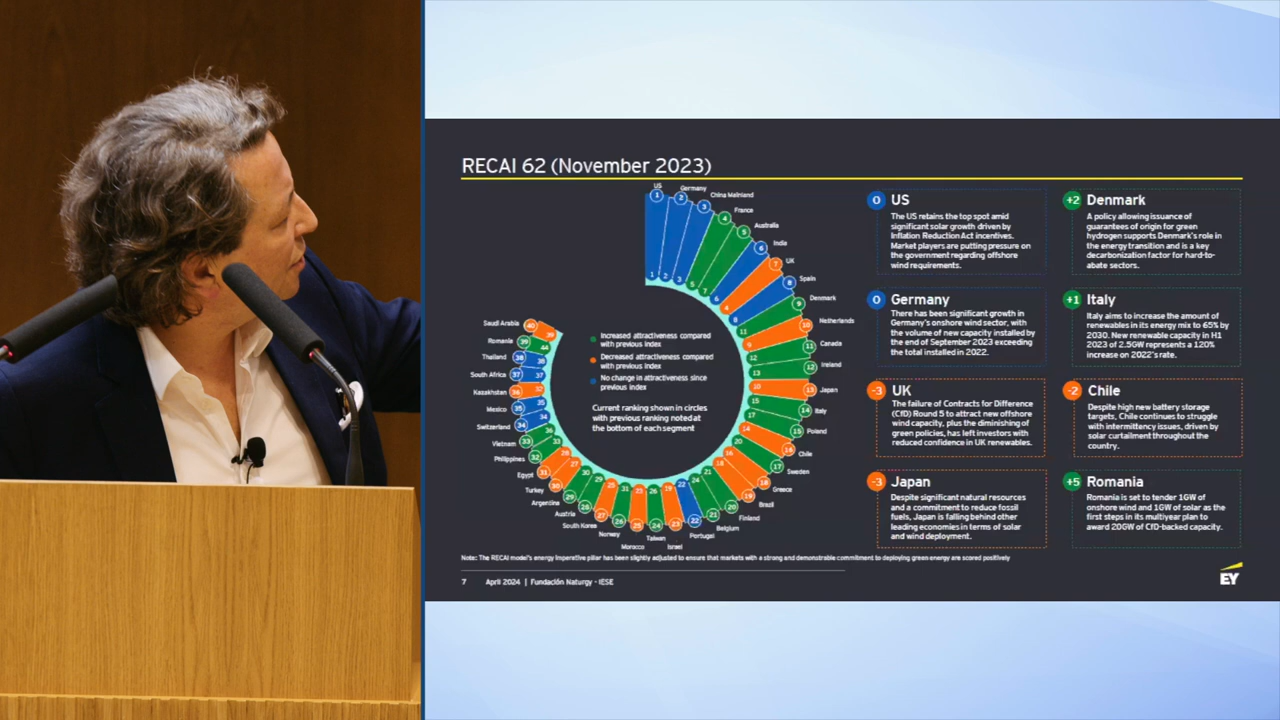 RECAI 62 (November 2023)
US
Germany
China Mainland
France
Australia
India
UK
Spain
Denmark
Netherlands
Canada
Ireland
Japan
Italy
Poland
Chile
Sweden
Greece
Brazil
Finland
Belgium
Portugal
Israel
Taiwan
Morocco
Norway
South Korea
Austria
Argentina
Turkey
Egypt
Philippines
Vietnam
Switzerland
Mexico
Kazakhstan
South Africa
Thailand
Romania
Saudi Arabia
Increased attractiveness compared
with previous index
Decreased attractiveness compared
with previous index
No change in attractiveness since
previous index
Current ranking shown in circles
with previous ranking noted at
the bottom of each segment
0 US
The US retains the top spot amid
significant solar growth driven by
Inflation Reduction Act incentives.
Market players are putting pressure on
the government regarding offshore
wind requirements.
+2 Denmark
A policy allowing issuance of
guarantees of origin for green
hydrogen supports Denmark's role in
the energy transition and is a key
decarbonization factor for hard-to-
abate sectors.
0 Germany
There has been significant growth in
Germany's onshore wind sector, with
the volume of new capacity installed by
the end of September 2023 exceeding
the total installed in 2022.
+1 Italy
Italy aims to increase the amount of
renewables in its energy mix to 65% by
2030. New renewable capacity in H1
2023 of 2.5GW represents a 120%
increase on 2022's rate.
-3 UK
The failure of Contracts for Difference
(CfD) Round 5 to attract new offshore
wind capacity, plus the diminishing of
green policies, has left investors with
reduced confidence in UK renewables.
-2 Chile
Despite high new battery storage
targets, Chile continues to struggle
with intermittency issues, driven by
solar curtailment throughout the
country.
-3 Japan
Despite significant natural resources
and a commitment to reduce fossil
fuels, Japan is falling behind other
leading economies in terms of solar
and wind deployment.
+5 Romania
Romania is set to tender 1GW of
onshore wind and 1GW of solar as the
first steps in its multiyear plan to
award 20GW of CfD-backed capacity.
Note: The RECAI model's energy imperative pillar has been slightly adjusted to ensure that markets with a strong and demonstrable commitment to deploying green energy are scored positively
7 April 2024 | Fundación Naturgy - IESE
EY